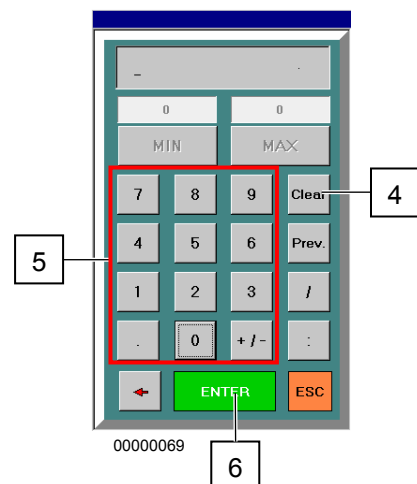 _ .
0 0
MIN MAX
7 8 9 Clear 4
4 5 6 Prev.
5
1 2 3 /
. 0 +/- :
ENTER ESC
00000069
6